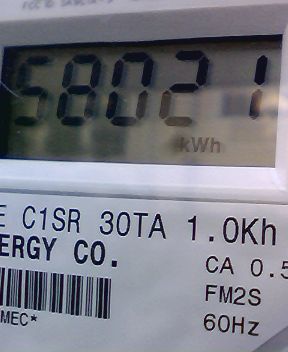 58021
kWh
E C1SR 30TA 1.0Kh
ERGY CO.
CA 0.5
FM2S
MEC*
60Hz